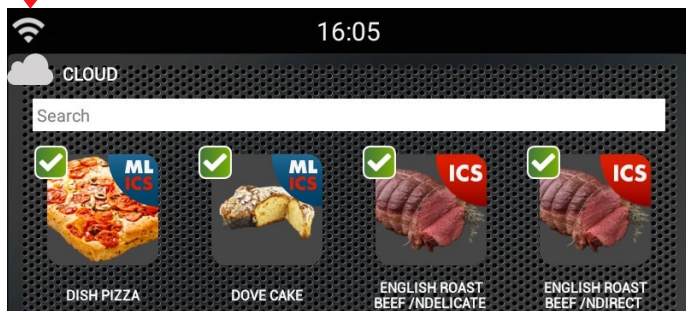 16:05
CLOUD
Search
ML
ICS
ML
ICS
ICS
ICS
DISH PIZZA
DOVE CAKE
ENGLISH ROAST
BEEF /NDELICATE
ENGLISH ROAST
BEEF /NDIRECT